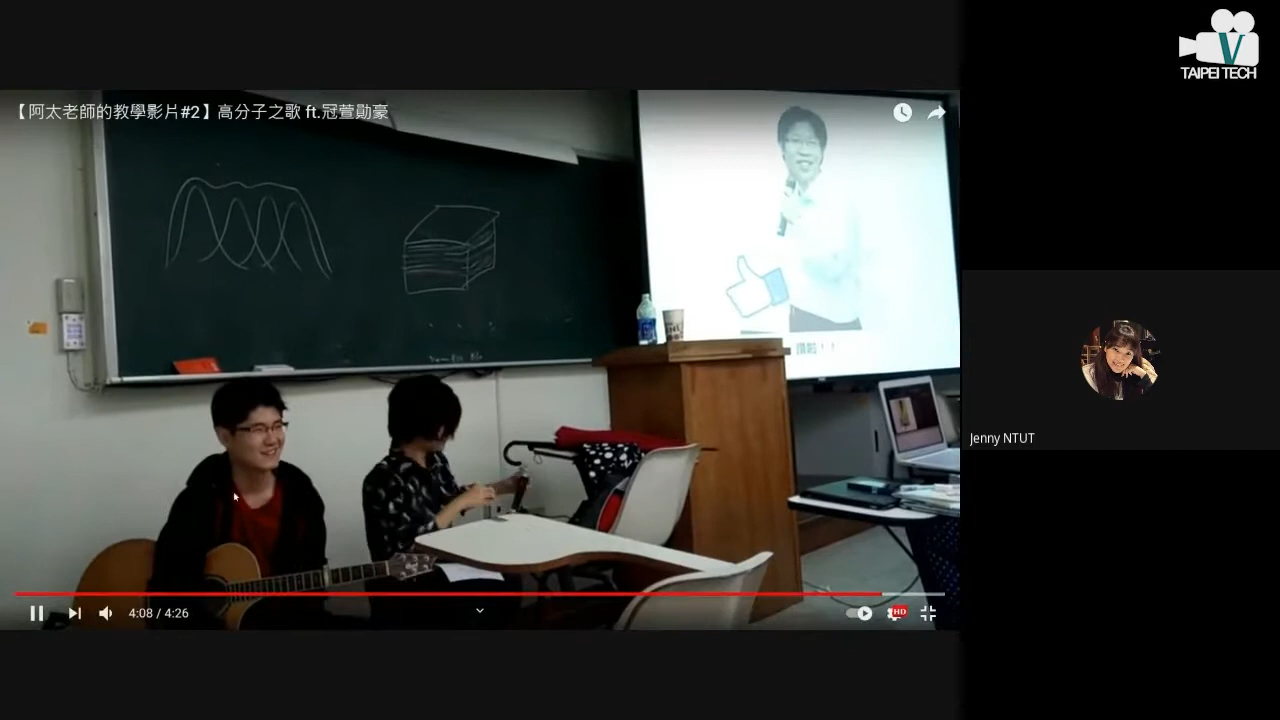 【阿太老師的教學影片#2】高分子之歌 ft.冠萱勛豪
V
TAIPEI TECH
Jenny NTUT
4:08 / 4:26
HD